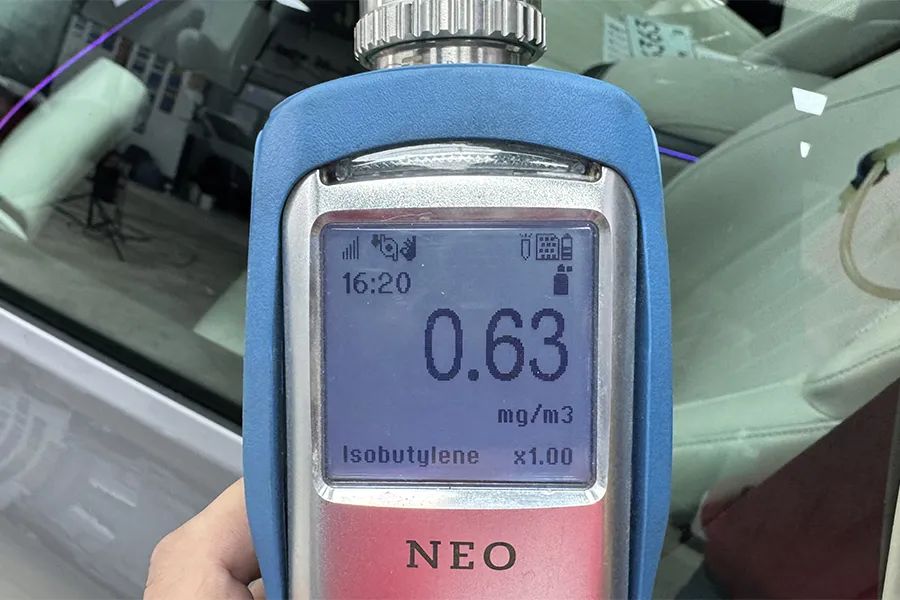 16:20
0.63
mg/m3
Isobutylene x1.00
NEO